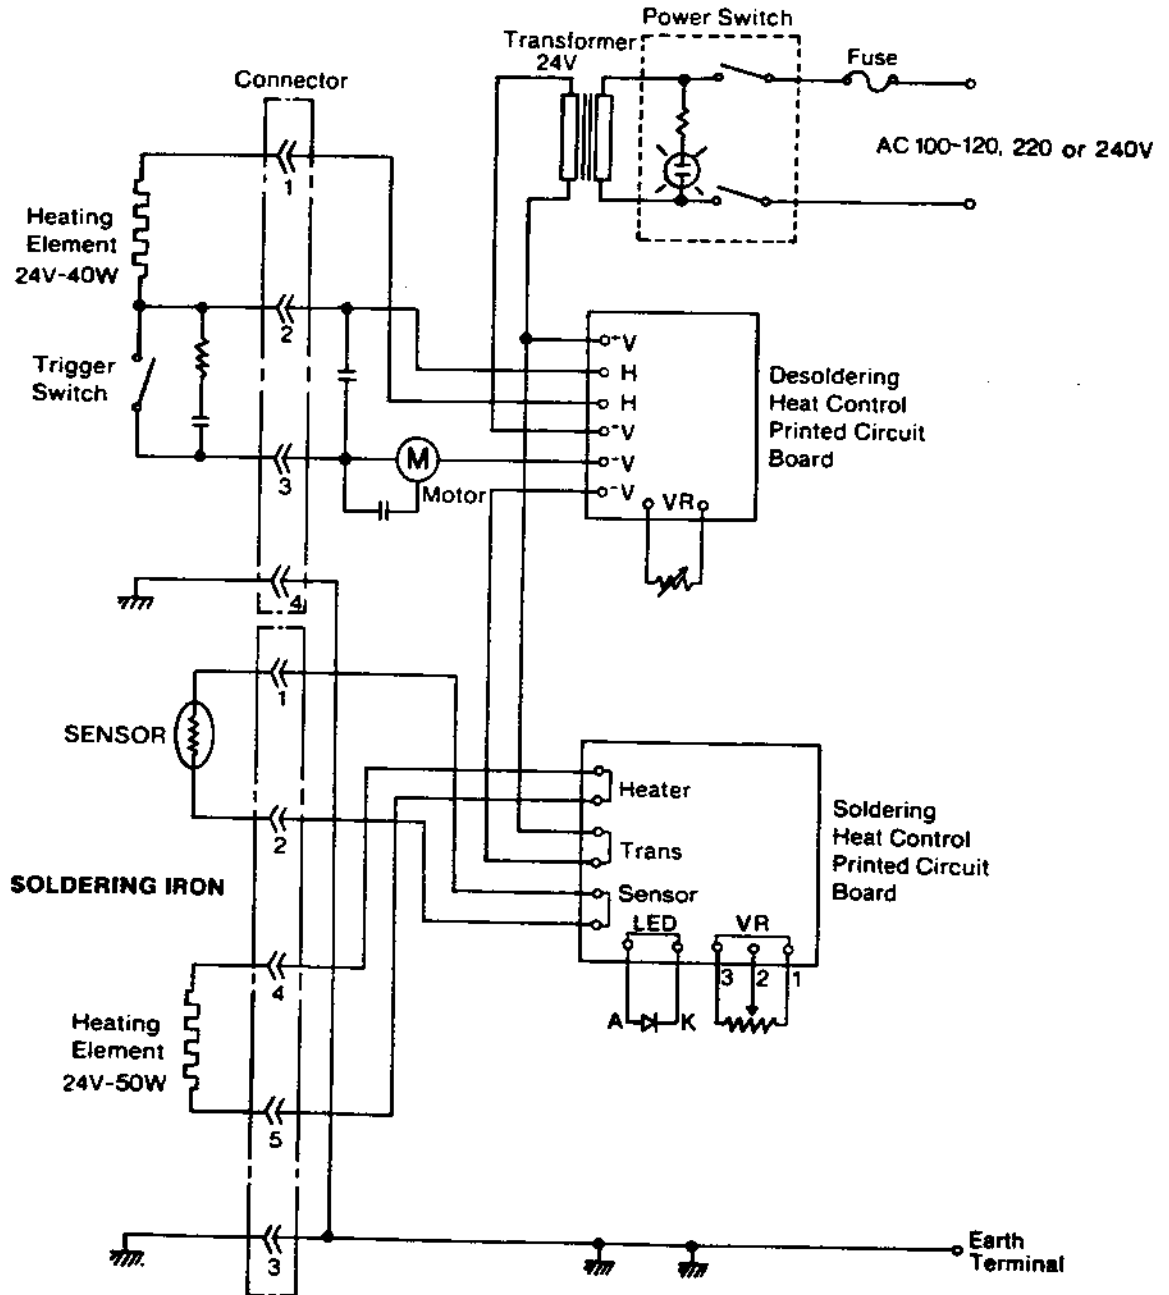 Power Switch
Transformer
24V
Fuse
Connector
AC 100-120, 220 or 240V
1
Heating
Element
24V-40W
2
Trigger
Switch
+V
H
H
-V
-V
-V
Desoldering
Heat Control
Printed Circuit
Board
M
3
Motor
VR
4
1
SENSOR
Heater
2
Trans
Soldering
Heat Control
Printed Circuit
Board
SOLDERING IRON
Sensor
LED
VR
4
3
2
1
Heating
Element
24V-50W
A
K
5
3
Earth
Terminal